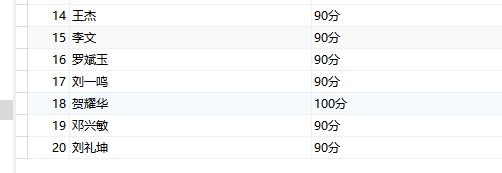 14 王杰 90分
15 李文 90分
16 罗斌玉 90分
17 刘一鸣 90分
18 贺耀华 100分
19 邓兴敏 90分
20 刘礼坤 90分